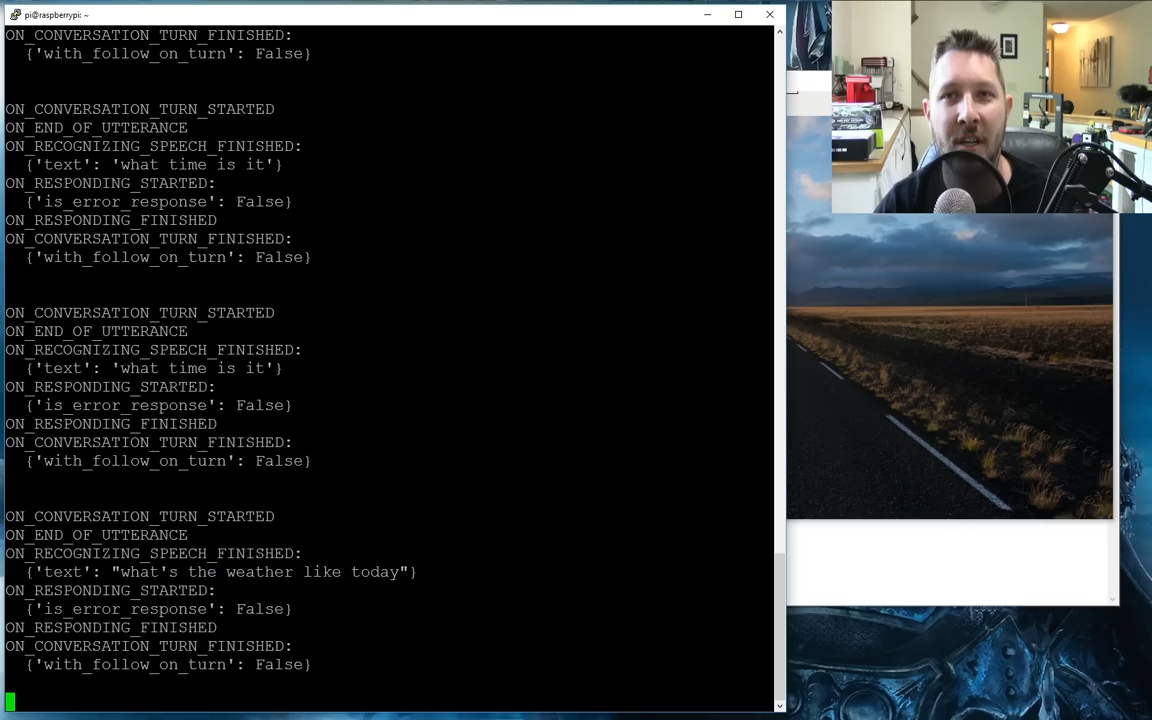 pi@raspberrypi: ~
ON_CONVERSATION_TURN_FINISHED:
  {'with_follow_on_turn': False}
ON_CONVERSATION_TURN_STARTED
ON_END_OF_UTTERANCE
ON_RECOGNIZING_SPEECH_FINISHED:
  {'text': 'what time is it'}
ON_RESPONDING_STARTED:
  {'is_error_response': False}
ON_RESPONDING_FINISHED
ON_CONVERSATION_TURN_FINISHED:
  {'with_follow_on_turn': False}
ON_CONVERSATION_TURN_STARTED
ON_END_OF_UTTERANCE
ON_RECOGNIZING_SPEECH_FINISHED:
  {'text': 'what time is it'}
ON_RESPONDING_STARTED:
  {'is_error_response': False}
ON_RESPONDING_FINISHED
ON_CONVERSATION_TURN_FINISHED:
  {'with_follow_on_turn': False}
ON_CONVERSATION_TURN_STARTED
ON_END_OF_UTTERANCE
ON_RECOGNIZING_SPEECH_FINISHED:
  {'text': "what's the weather like today"}
ON_RESPONDING_STARTED:
  {'is_error_response': False}
ON_RESPONDING_FINISHED
ON_CONVERSATION_TURN_FINISHED:
  {'with_follow_on_turn': False}